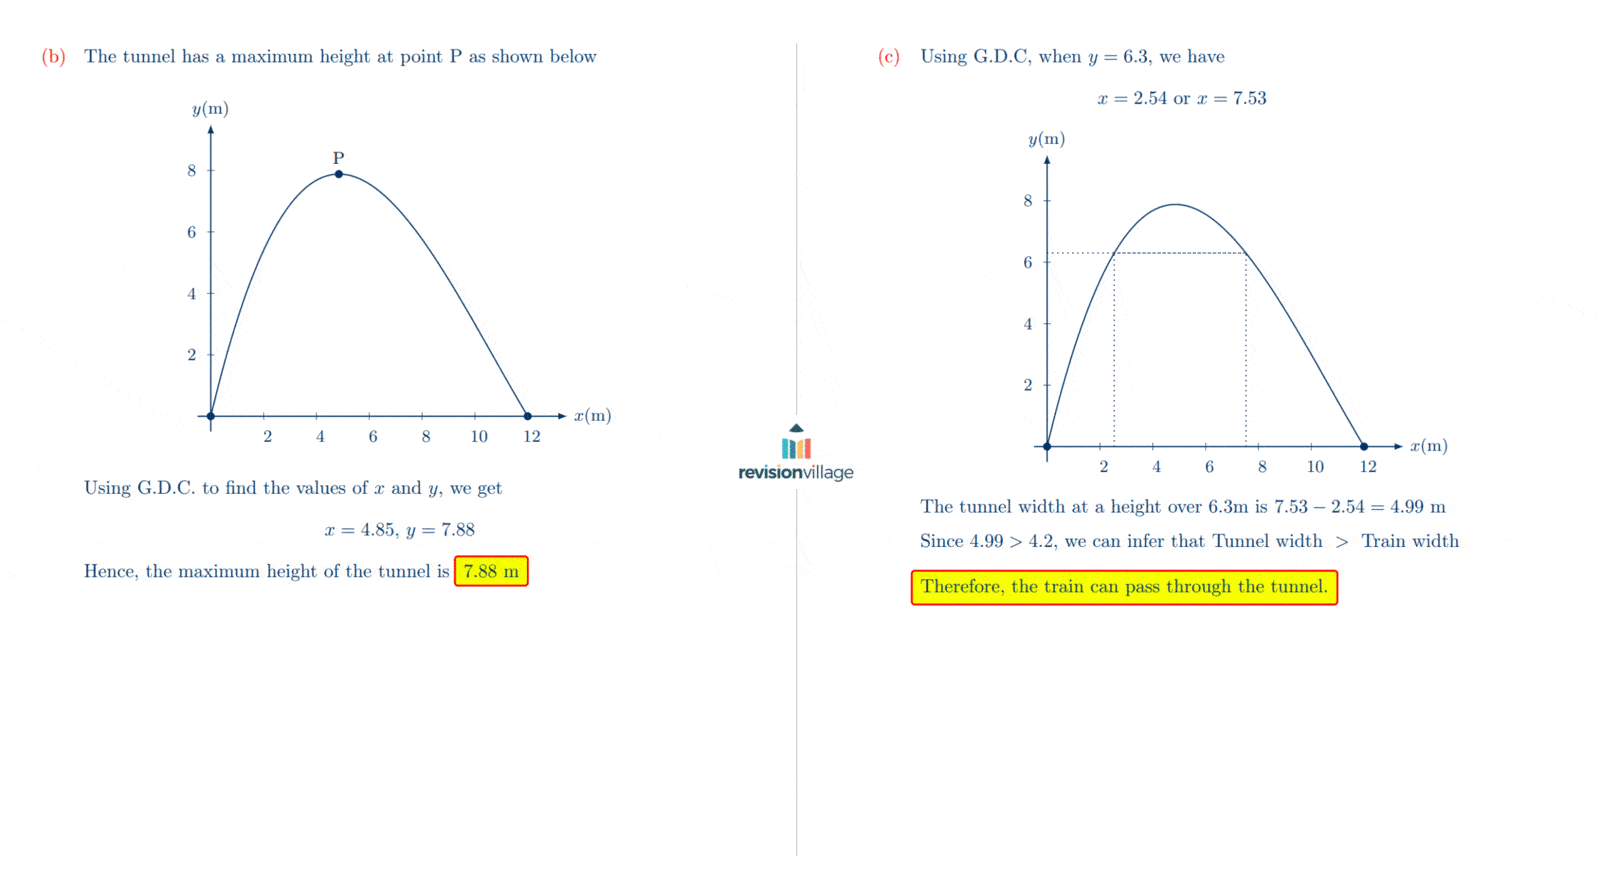 (b) The tunnel has a maximum height at point P as shown below
y(m)
P
8
6
4
2
x(m)
2 4 6 8 10 12
Using G.D.C. to find the values of x and y, we get
x = 4.85, y = 7.88
Hence, the maximum height of the tunnel is 7.88 m
revisionvillage
(c) Using G.D.C, when y = 6.3, we have
x = 2.54 or x = 7.53
y(m)
8
6
4
2
x(m)
2 4 6 8 10 12
The tunnel width at a height over 6.3m is 7.53 − 2.54 = 4.99 m
Since 4.99 > 4.2, we can infer that Tunnel width > Train width
Therefore, the train can pass through the tunnel.